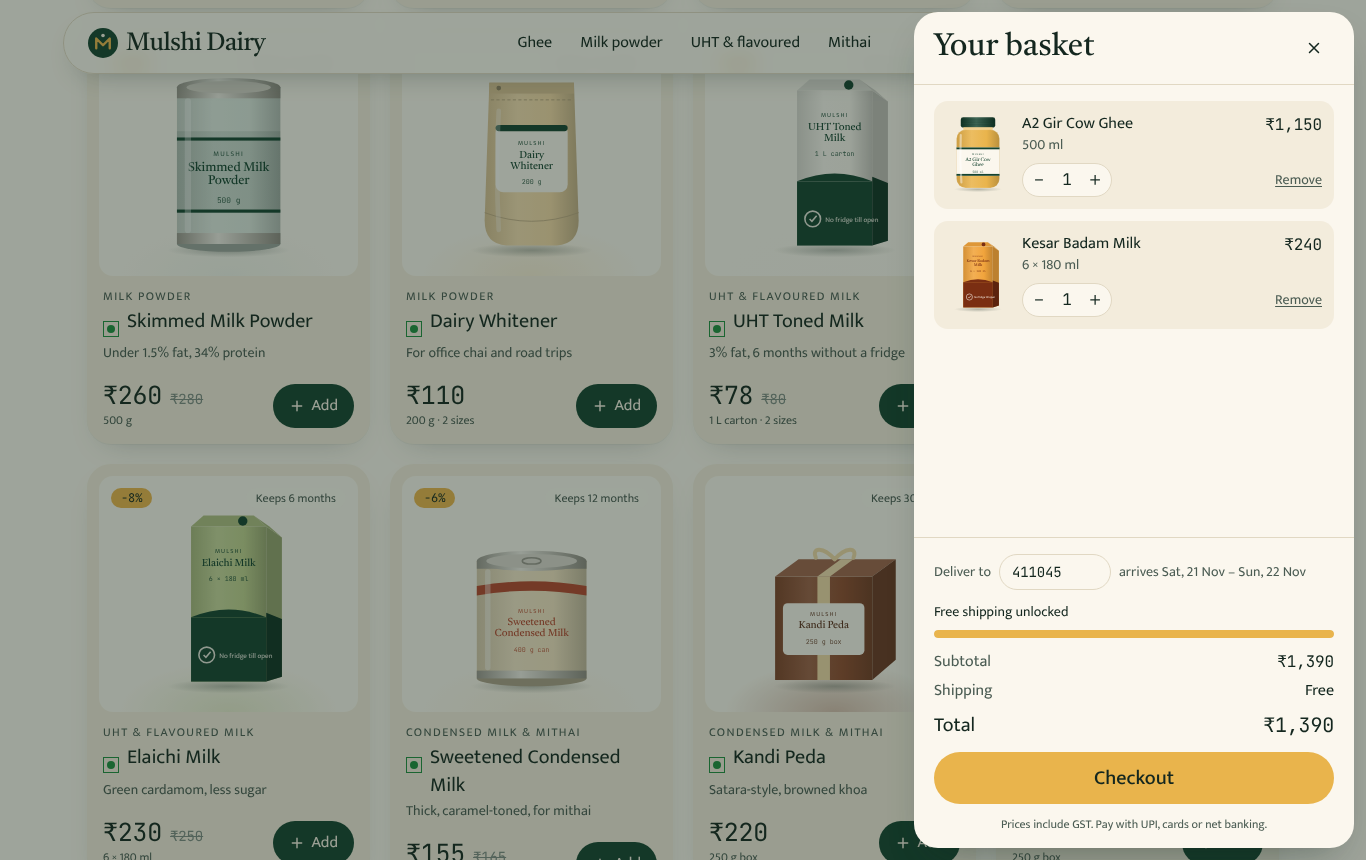 Mulshi Dairy
Ghee
Milk powder
UHT & flavoured
Mithai
MULSHI
Skimmed Milk
Powder
500 g
MILK POWDER
Skimmed Milk Powder
Under 1.5% fat, 34% protein
₹260 ₹280
500 g
+ Add
MULSHI
Dairy
Whitener
200 g
MILK POWDER
Dairy Whitener
For office chai and road trips
₹110
200 g · 2 sizes
+ Add
MULSHI
UHT Toned
Milk
1 L carton
No fridge till open
UHT & FLAVOURED MILK
UHT Toned Milk
3% fat, 6 months without a fridge
₹78 ₹80
1 L carton · 2 sizes
+
-8%
Keeps 6 months
MULSHI
Elaichi Milk
6 × 180 ml
No fridge till open
UHT & FLAVOURED MILK
Elaichi Milk
Green cardamom, less sugar
₹230 ₹250
6 × 180 ml
+ Add
-6%
Keeps 12 months
MULSHI
Sweetened
Condensed Milk
400 g can
CONDENSED MILK & MITHAI
Sweetened Condensed
Milk
Thick, caramel-toned, for mithai
₹155 ₹165
Add
Keeps
MULSHI
Kandi Peda
250 g box
CONDENSED MILK & MITHAI
Kandi Peda
Satara-style, browned khoa
₹220
250 g box
250 g box
Your basket
×
A2 Gir Cow
Ghee
A2 Gir Cow Ghee
500 ml
₹1,150
− 1 +
Remove
Kesar Badam Milk
6 × 180 ml
₹240
− 1 +
Remove
Deliver to 411045 arrives Sat, 21 Nov – Sun, 22 Nov
Free shipping unlocked
Subtotal ₹1,390
Shipping Free
Total ₹1,390
Checkout
Prices include GST. Pay with UPI, cards or net banking.